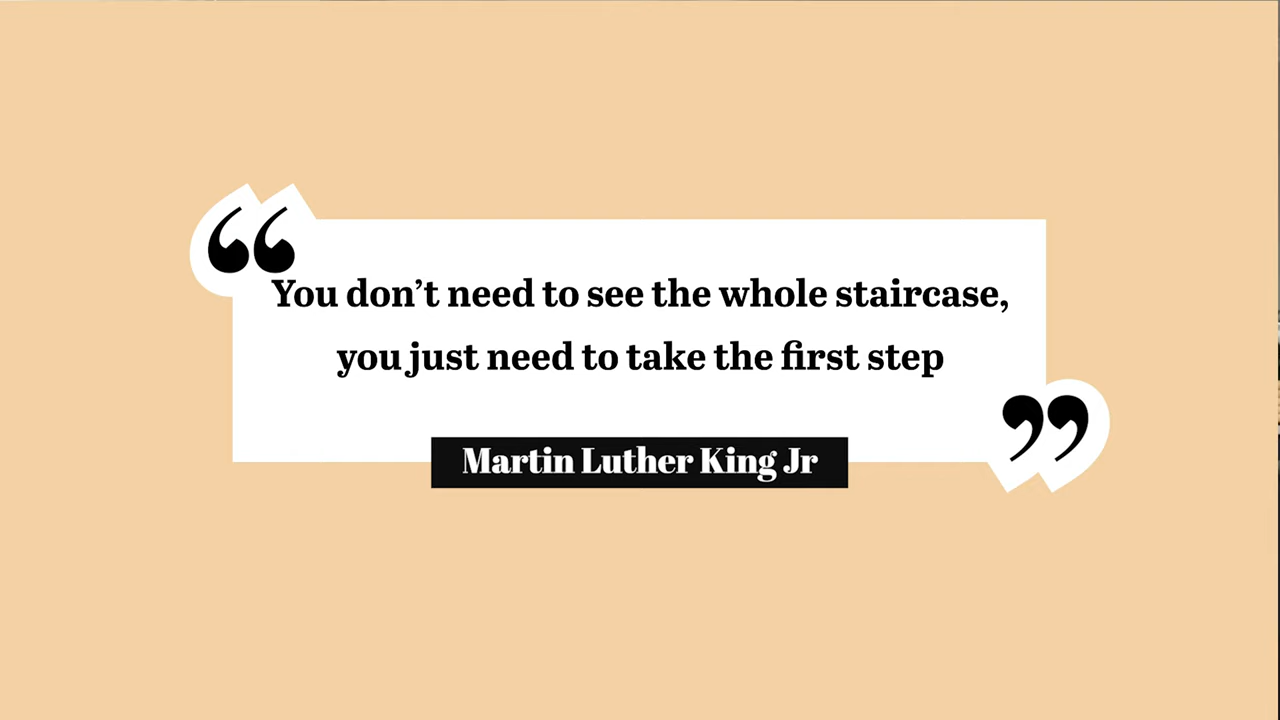 “
You don’t need to see the whole staircase,
you just need to take the first step
”
Martin Luther King Jr